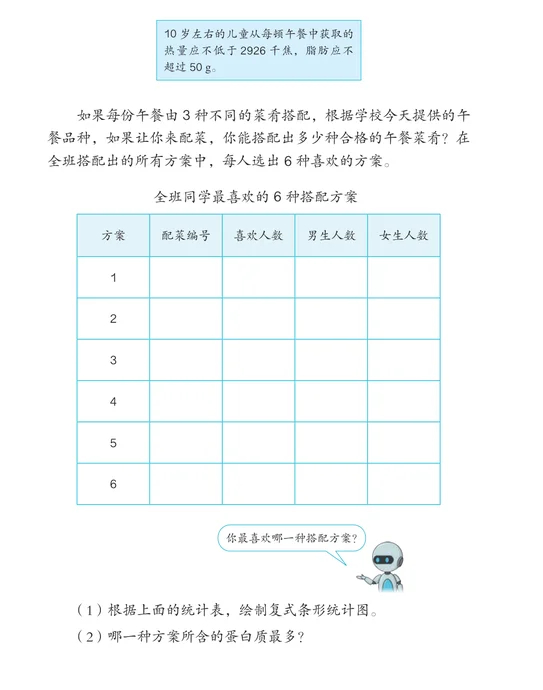 10 岁左右的儿童从每顿午餐中获取的
热量应不低于 2926 千焦，脂肪应不
超过 50 g。
如果每份午餐由 3 种不同的菜肴搭配，根据学校今天提供的午
餐品种，如果让你来配菜，你能搭配出多少种合格的午餐菜肴？在
全班搭配出的所有方案中，每人选出 6 种喜欢的方案。
全班同学最喜欢的 6 种搭配方案
方案 配菜编号 喜欢人数 男生人数 女生人数
1
2
3
4
5
6
你最喜欢哪一种搭配方案？
（1）根据上面的统计表，绘制复式条形统计图。
（2）哪一种方案所含的蛋白质最多？